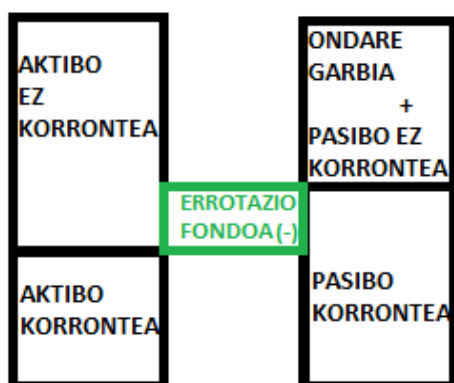 AKTIBO
EZ
KORRONTEA
ONDARE
GARBIA
+
PASIBO EZ
KORRONTEA
ERROTAZIO
FONDOA (-)
AKTIBO
KORRONTEA
PASIBO
KORRONTEA